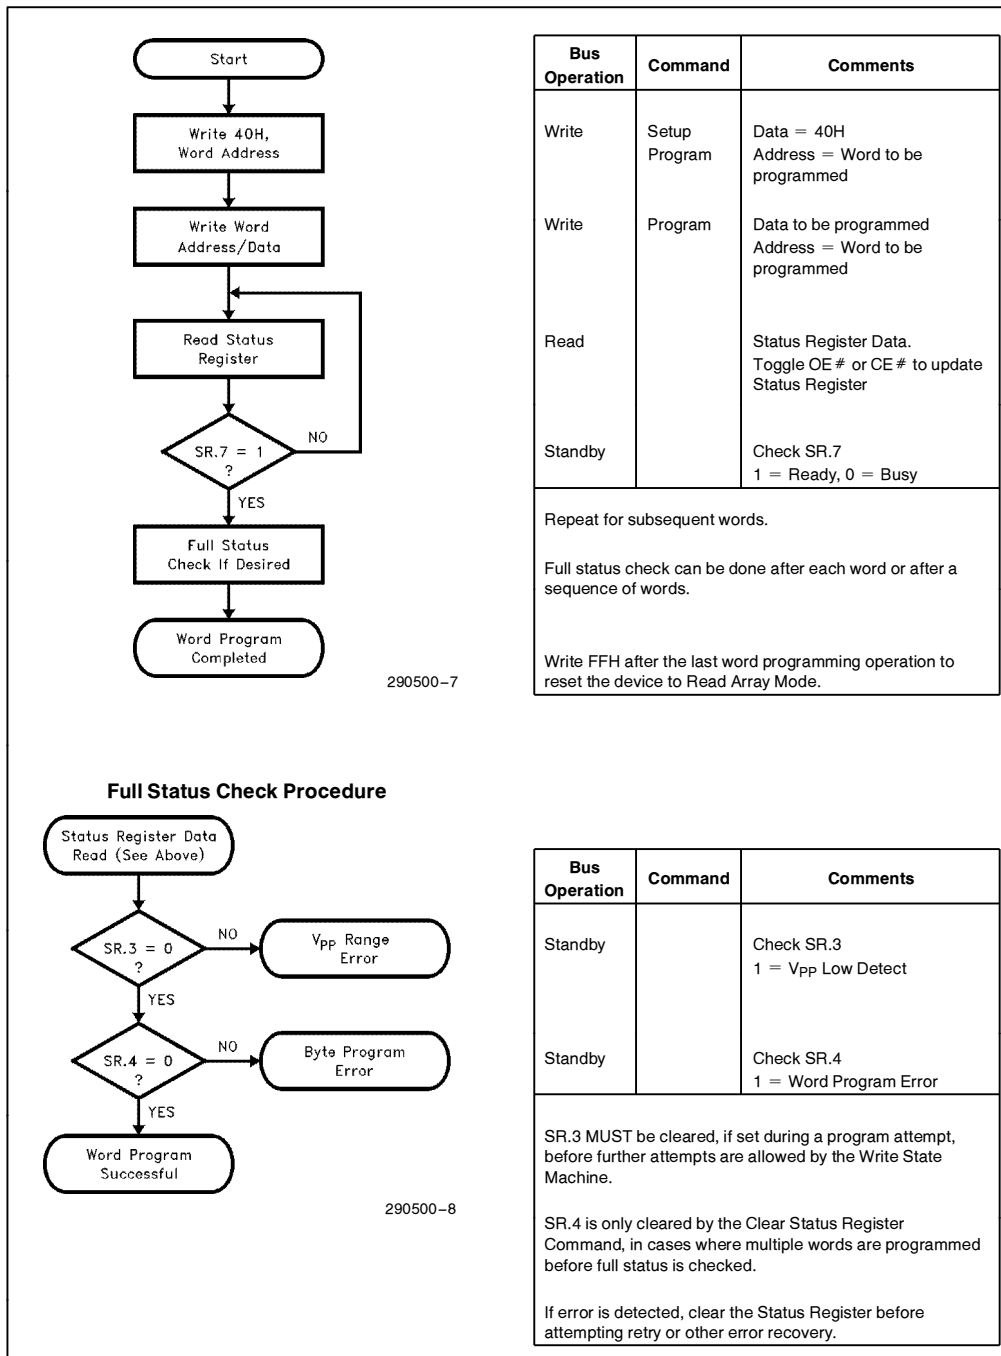 Start
Write 40H,
Word Address
Write Word
Address/Data
Read Status
Register
SR.7 = 1
?
NO
YES
Full Status
Check If Desired
Word Program
Completed
290500–7
Bus
Operation
Command
Comments
Write
Setup
Program
Data = 40H
Address = Word to be
programmed
Write
Program
Data to be programmed
Address = Word to be
programmed
Read
Status Register Data.
Toggle OE# or CE# to update
Status Register
Standby
Check SR.7
1 = Ready, 0 = Busy
Repeat for subsequent words.
Full status check can be done after each word or after a
sequence of words.
Write FFH after the last word programming operation to
reset the device to Read Array Mode.
Full Status Check Procedure
Status Register Data
Read (See Above)
SR.3 = 0
?
NO
VPP Range
Error
YES
SR.4 = 0
?
NO
Byte Program
Error
YES
Word Program
Successful
290500–8
Bus
Operation
Command
Comments
Standby
Check SR.3
1 = VPP Low Detect
Standby
Check SR.4
1 = Word Program Error
SR.3 MUST be cleared, if set during a program attempt,
before further attempts are allowed by the Write State
Machine.
SR.4 is only cleared by the Clear Status Register
Command, in cases where multiple words are programmed
before full status is checked.
If error is detected, clear the Status Register before
attempting retry or other error recovery.